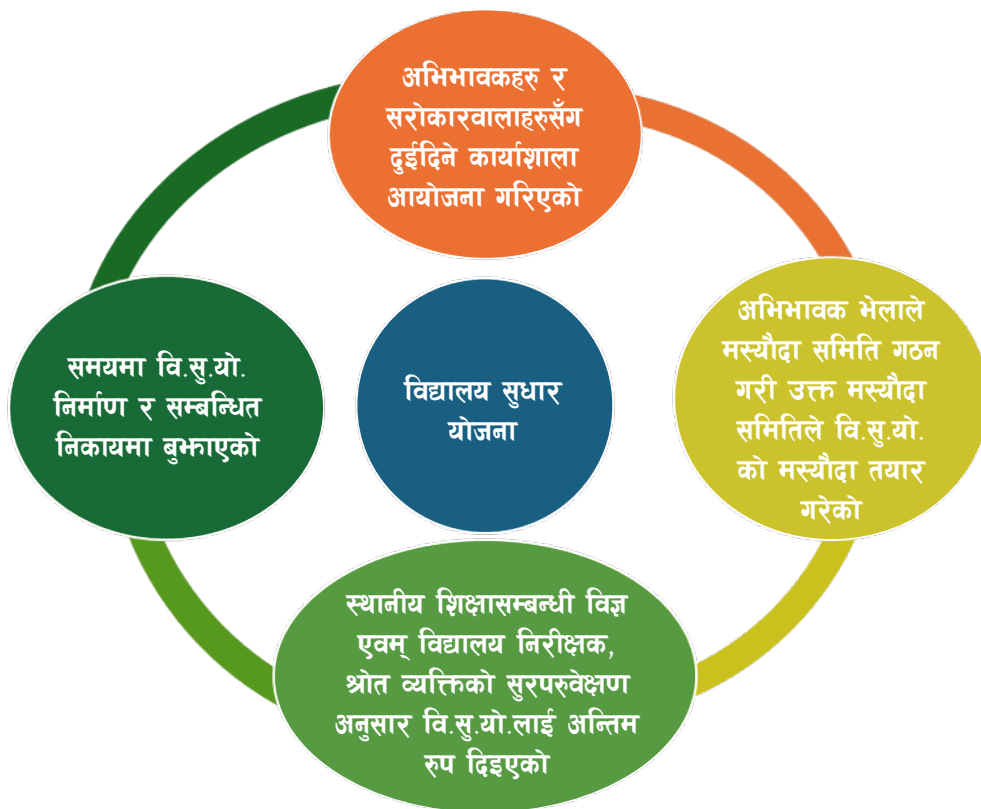 अभिभावकहरु र
सरोकारवालाहरुसँग
दुईदिने कार्याशाला
आयोजना गरिएको
अभिभावक भेलाले
मस्यौदा समिति गठन
गरी उक्त मस्यौदा
समितिले वि.सु.यो.
को मस्यौदा तयार
गरेको
स्थानीय शिक्षासम्बन्धी विज्ञ
एवम् विद्यालय निरीक्षक,
श्रोत व्यक्तिको सुरपरुवेक्षण
अनुसार वि.सु.यो.लाई अन्तिम
रुप दिइएको
समयमा वि.सु.यो.
निर्माण र सम्बन्धित
निकायमा बुझाएको
विद्यालय सुधार
योजना